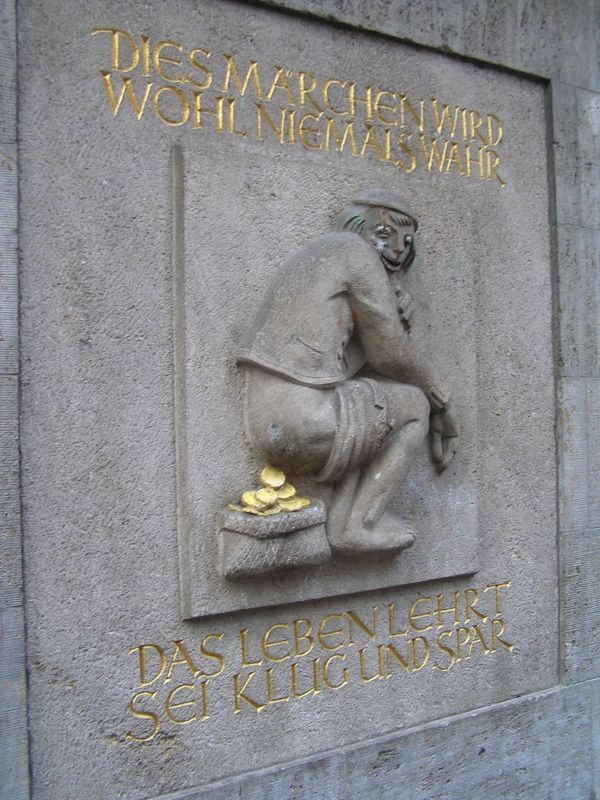 DIES MÄRCHEN WIRD
WOHL NIEMALS WAHR
DAS LEBEN LEHRT
SEI KLUG UND SPAR